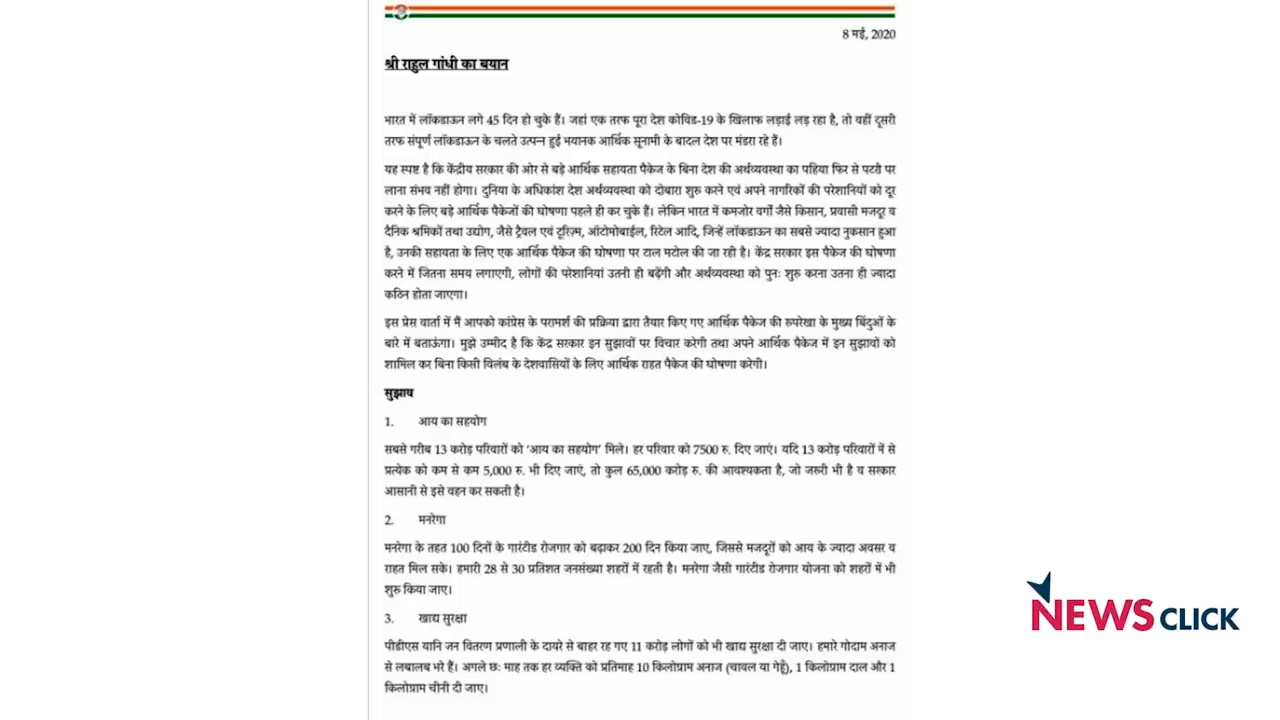 8 मई, 2020
श्री राहुल गांधी का बयान
भारत में लॉकडाऊन लगे 45 दिन हो चुके हैं। जहां एक तरफ पूरा देश कोविड-19 के खिलाफ लड़ाई लड़ रहा है, तो वहीं दूसरी
तरफ संपूर्ण लॉकडाऊन के चलते उत्पन्न हुई भयानक आर्थिक सूनामी के बादल देश पर मंडरा रहे हैं।
यह स्पष्ट है कि केंद्रीय सरकार की ओर से बड़े आर्थिक सहायता पैकेज के बिना देश की अर्थव्यवस्था का पहिया फिर से पटरी पर
लाना संभव नहीं होगा। दुनिया के अधिकांश देश अर्थव्यवस्था को दोबारा शुरु करने एवं अपने नागरिकों की परेशानियों को दूर
करने के लिए बड़े आर्थिक पैकेजों की घोषणा पहले ही कर चुके हैं। लेकिन भारत में कमजोर वर्गों जैसे किसान, प्रवासी मजदूर व
दैनिक श्रमिकों तथा उद्योग, जैसे ट्रैवल एवं टूरिज़्म, ऑटोमोबाईल, रिटेल आदि, जिन्हें लॉकडाऊन का सबसे ज्यादा नुकसान हुआ
है, उनकी सहायता के लिए एक आर्थिक पैकेज की घोषणा पर टाल मटोल की जा रही है। केंद्र सरकार इस पैकेज की घोषणा
करने में जितना समय लगाएगी, लोगों की परेशानियां उतनी ही बढ़ेंगी और अर्थव्यवस्था को पुनः शुरु करना उतना ही ज्यादा
कठिन होता जाएगा।
इस प्रेस वार्ता में मैं आपको कांग्रेस के परामर्श की प्रक्रिया द्वारा तैयार किए गए आर्थिक पैकेज की रूपरेखा के मुख्य बिंदुओं के
बारे में बताऊंगा। मुझे उम्मीद है कि केंद्र सरकार इन सुझावों पर विचार करेगी तथा अपने आर्थिक पैकेज में इन सुझावों को
शामिल कर बिना किसी विलंब के देशवासियों के लिए आर्थिक राहत पैकेज की घोषणा करेगी।
सुझाव
1. आय का सहयोग
सबसे गरीब 13 करोड़ परिवारों को 'आय का सहयोग' मिले। हर परिवार को 7500 रु. दिए जाएं। यदि 13 करोड़ परिवारों में से
प्रत्येक को कम से कम 5,000 रु. भी दिए जाएं, तो कुल 65,000 करोड़ रु. की आवश्यकता है, जो जरुरी भी है व सरकार
आसानी से इसे वहन कर सकती है।
2. मनरेगा
मनरेगा के तहत 100 दिनों के गारंटीड रोजगार को बढ़ाकर 200 दिन किया जाए, जिससे मजदूरों को आय के ज्यादा अवसर व
राहत मिल सके। हमारी 28 से 30 प्रतिशत जनसंख्या शहरों में रहती है। मनरेगा जैसी गारंटीड रोजगार योजना को शहरों में भी
शुरु किया जाए।
3. खाद्य सुरक्षा
पीडीएस यानि जन वितरण प्रणाली के दायरे से बाहर रह गए 11 करोड़ लोगों को भी खाद्य सुरक्षा दी जाए। हमारे गोदाम अनाज
से लबालब भरे हैं। अगले छः माह तक हर व्यक्ति को प्रतिमाह 10 किलोग्राम अनाज (चावल या गेहूँ), 1 किलोग्राम दाल और 1
किलोग्राम चीनी दी जाए।
NEWS CLICK